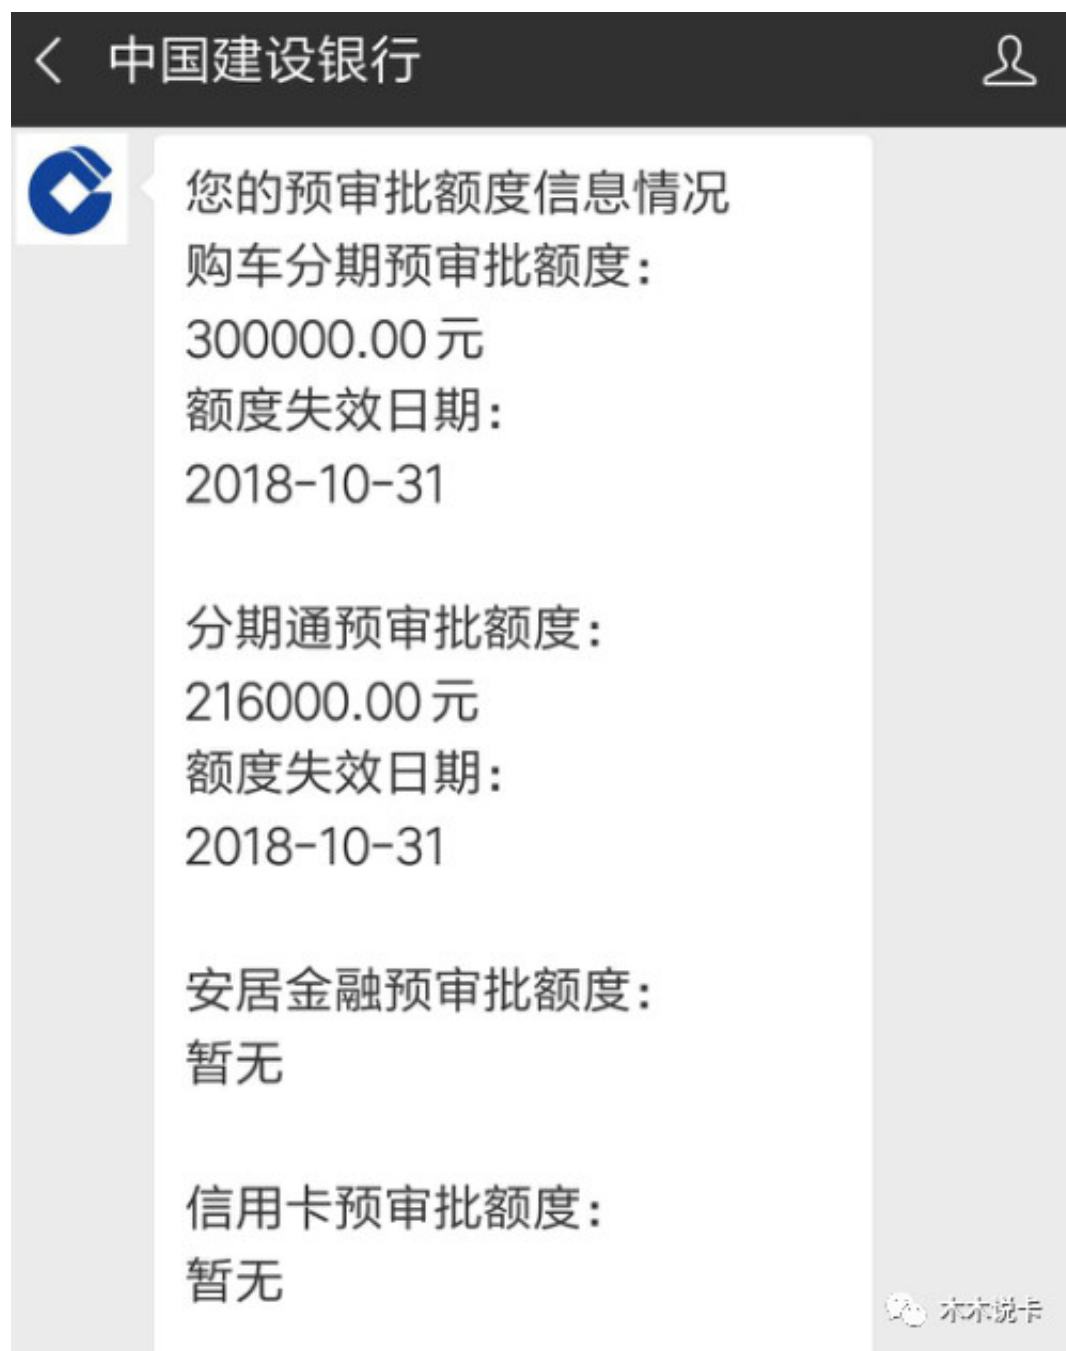 中国建设银行
您的预审批额度信息情况
购车分期预审批额度：
300000.00元
额度失效日期：
2018-10-31
分期通预审批额度：
216000.00元
额度失效日期：
2018-10-31
安居金融预审批额度：
暂无
信用卡预审批额度：
暂无
木木说卡